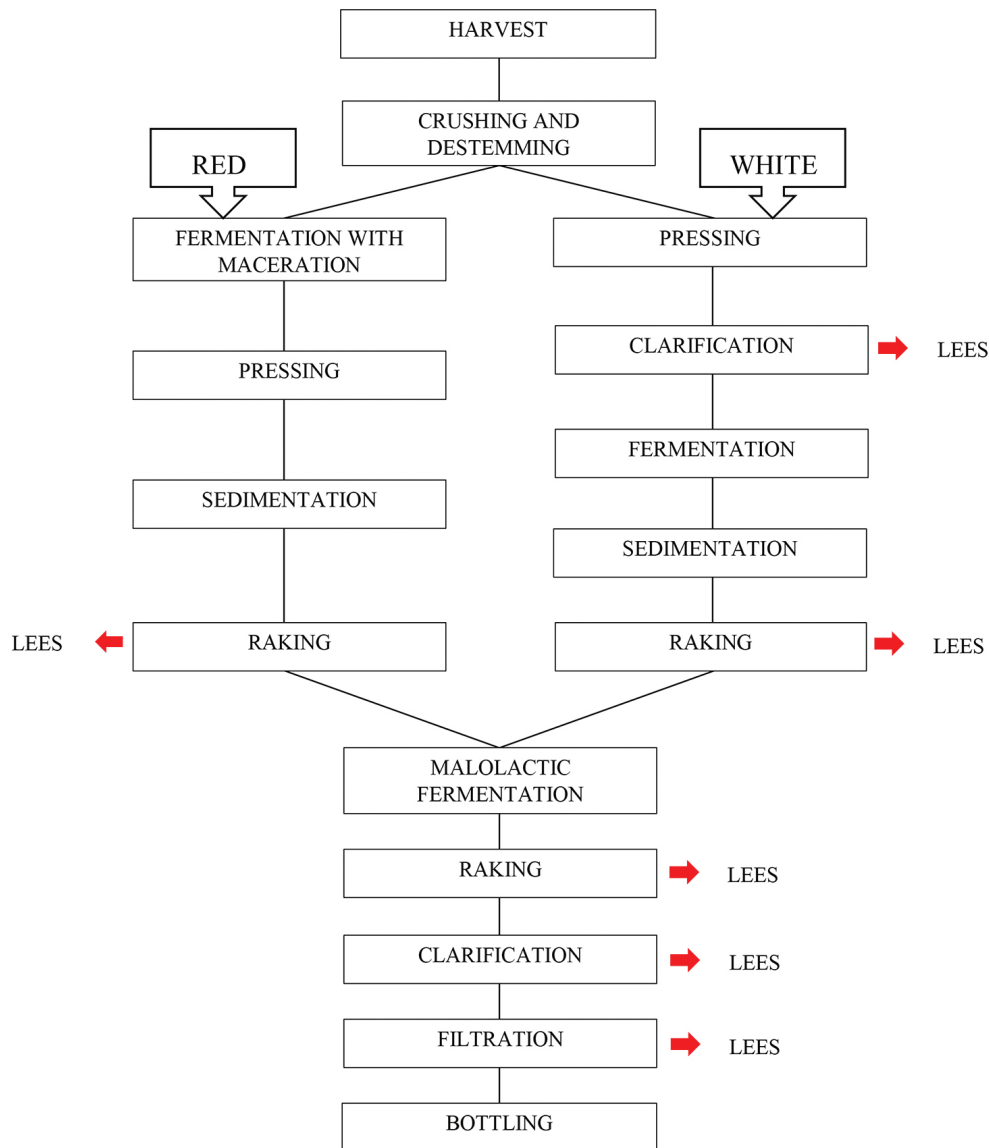 HARVEST
CRUSHING AND
DESTEMMING
RED
FERMENTATION WITH
MACERATION
PRESSING
SEDIMENTATION
LEES
RAKING
WHITE
PRESSING
CLARIFICATION
LEES
FERMENTATION
SEDIMENTATION
RAKING
LEES
MALOLACTIC
FERMENTATION
RAKING
LEES
CLARIFICATION
LEES
FILTRATION
LEES
BOTTLING